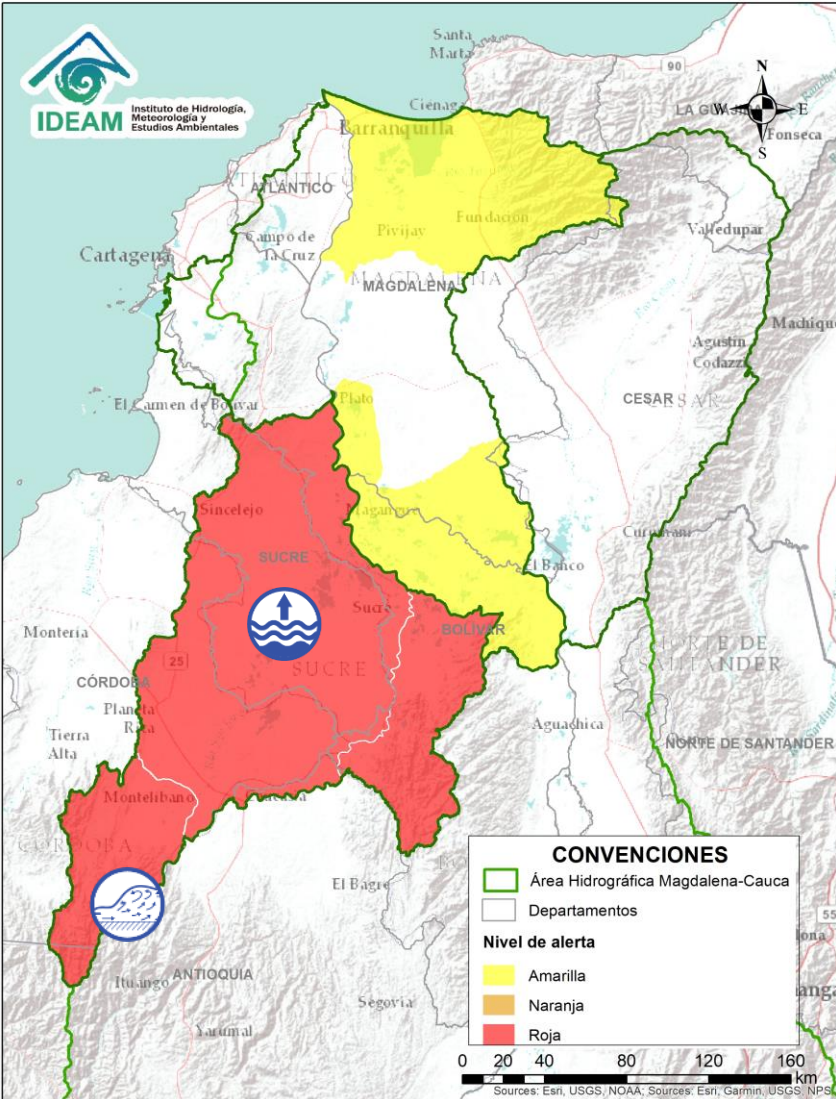 IDEAM
Instituto de Hidrología,
Meteorología y
Estudios Ambientales
Santa
Marta
90
N
W
E
S
Ciénaga
Barranquilla
Fonseca
ATLÁNTICO
Campo de
la Cruz
Pivijay
Fundación
Valledupar
Cartagena
MAGDALENA
MAGDALENA
Agustín
Codazzi
CESAR
CESAR
El Carmen de Bolívar
Plato
Sincelejo
Magangué
Curumaní
SUCRE
El Banco
Sucre
BOLÍVAR
Montería
25
SUCRE
NORTE DE
SANTANDER
CÓRDOBA
Planeta
Rica
Tierra
Alta
Aguachica
NORTE DE SANTANDER
Montelíbano
CÓRDOBA
El Bagre
Ituango
ANTIOQUIA
Segovia
Yarumal
CONVENCIONES
Área Hidrográfica Magdalena-Cauca
Departamentos
Nivel de alerta
Amarilla
Naranja
Roja
55
0 20 40 80 120 160
km
Sources: Esri, USGS, NOAA; Sources: Esri, Garmin, USGS, NPS